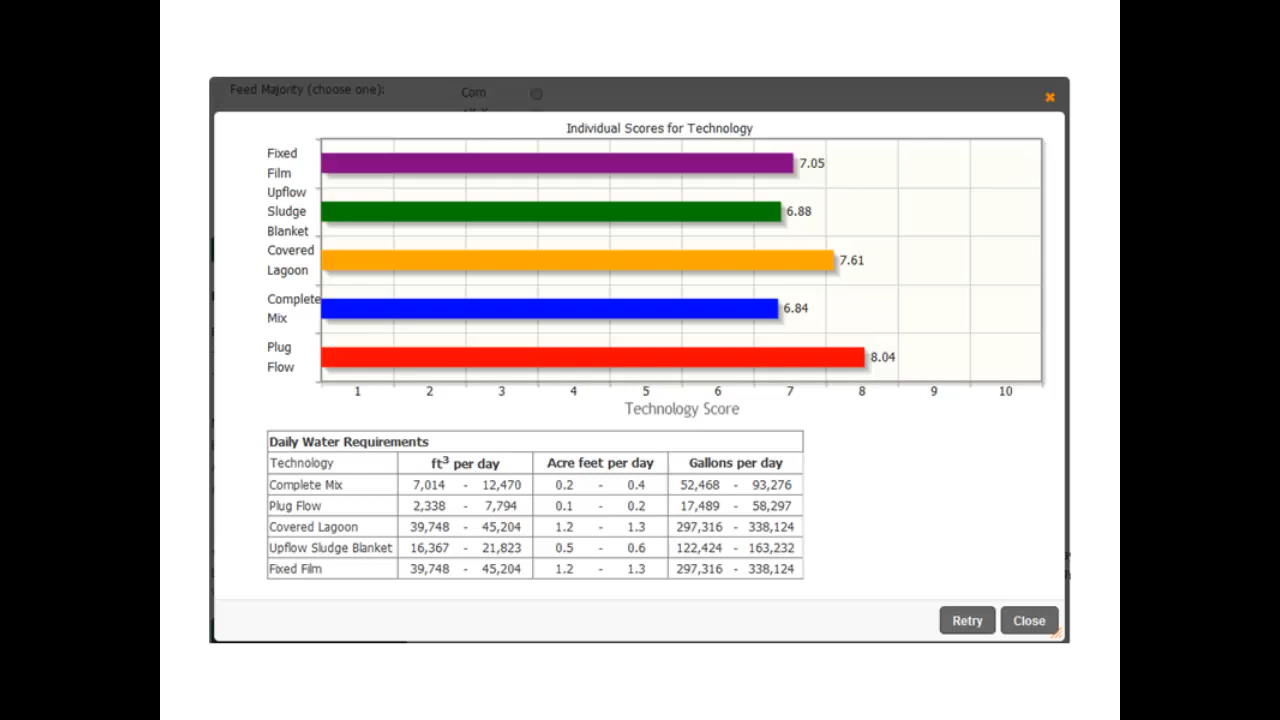 Feed Majority (choose one):
Corn
Individual Scores for Technology
Fixed
Film
7.05
Upflow
Sludge
Blanket
6.88
Covered
Lagoon
7.61
Complete
Mix
6.84
Plug
Flow
8.04
1 2 3 4 5 6 7 8 9 10
Technology Score
Daily Water Requirements
Technology ft³ per day Acre feet per day Gallons per day
Complete Mix 7,014 - 12,470 0.2 - 0.4 52,468 - 93,276
Plug Flow 2,338 - 7,794 0.1 - 0.2 17,489 - 58,297
Covered Lagoon 39,748 - 45,204 1.2 - 1.3 297,316 - 338,124
Upflow Sludge Blanket 16,367 - 21,823 0.5 - 0.6 122,424 - 163,232
Fixed Film 39,748 - 45,204 1.2 - 1.3 297,316 - 338,124
Retry Close